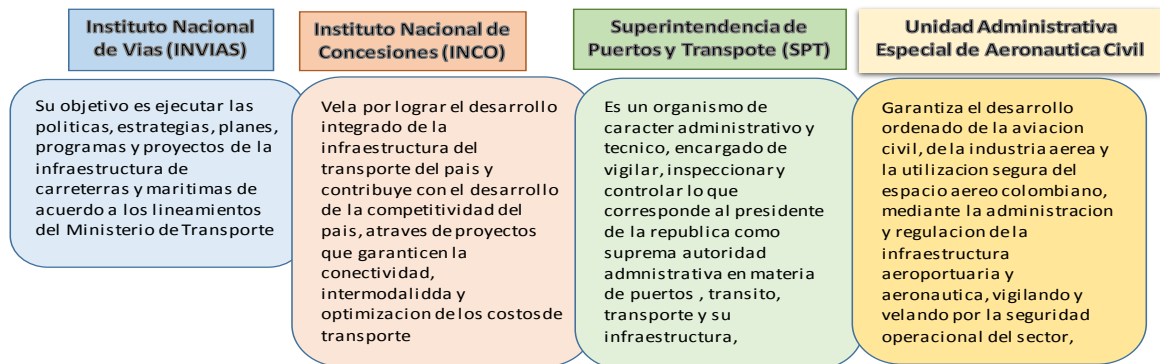 Instituto Nacional
de Vias (INVIAS)
Su objetivo es ejecutar las
politicas, estrategias, planes,
programas y proyectos de la
infraestructura de
carreterras y maritimas de
acuerdo a los lineamientos
del Ministerio de Transporte
Instituto Nacional de
Concesiones (INCO)
Vela por lograr el desarrollo
integrado de la
infraestructura del
transporte del pais y
contribuye con el desarrollo
de la competitividad del
pais, atraves de proyectos
que garanticen la
conectividad,
intermodalidda y
optimizacion de los costos de
transporte
Superintendencia de
Puertos y Transpote (SPT)
Es un organismo de
caracter administrativo y
tecnico, encargado de
vigilar, inspeccionar y
controlar lo que
corresponde al presidente
de la republica como
suprema autoridad
admnistrativa en materia
de puertos , transito,
transporte y su
infraestructura,
Unidad Administrativa
Especial de Aeronautica Civil
Garantiza el desarrollo
ordenado de la aviacion
civil, de la industria aerea y
la utilizacion segura del
espacio aereo colombiano,
mediante la administracion
y regulacion de la
infraestructura
aeroportuaria y
aeronautica, vigilando y
velando por la seguridad
operacional del sector,